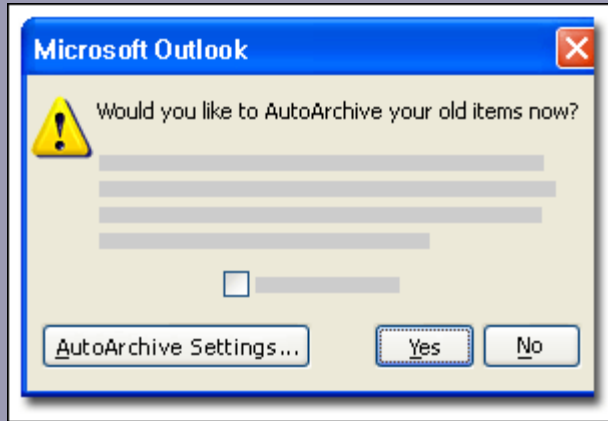 Microsoft Outlook
Would you like to AutoArchive your old items now?
AutoArchive Settings...
Yes
No